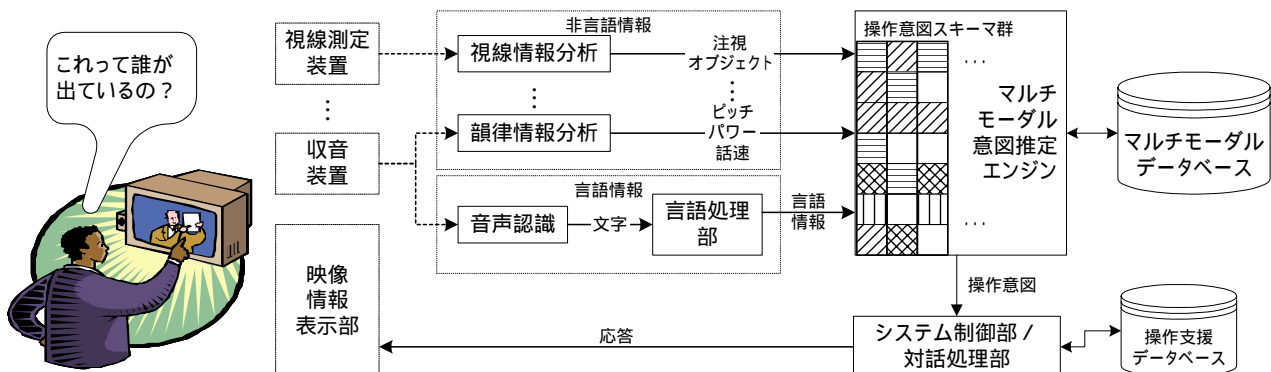 これって誰が
出ているの？
視線測定
装置
⋮
収音
装置
映像
情報
表示部
非言語情報
視線情報分析
⋮
韻律情報分析
注視
オブジェクト
⋮
ピッチ
パワー
話速
言語情報
音声認識
文字
言語処理
部
言語
情報
操作意図スキーマ群
...
マルチ
モーダル
意図推定
エンジン
...
マルチモーダル
データベース
操作意図
応答
システム制御部 /
対話処理部
操作支援
データベース